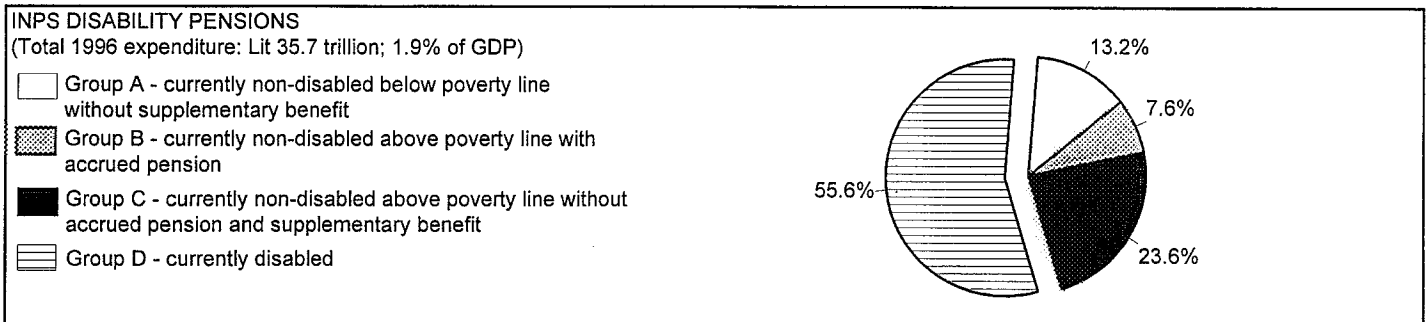 INPS DISABILITY PENSIONS
(Total 1996 expenditure: Lit 35.7 trillion; 1.9% of GDP)
Group A - currently non-disabled below poverty line
without supplementary benefit
Group B - currently non-disabled above poverty line with
accrued pension
Group C - currently non-disabled above poverty line without
accrued pension and supplementary benefit
Group D - currently disabled
13.2%
7.6%
55.6%
23.6%